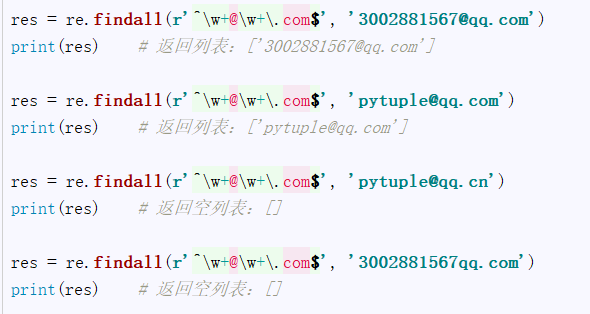 res = re.findall(r'^\w+@\w+\.com$', '3002881567@qq.com')
print(res)    # 返回列表：['3002881567@qq.com']
res = re.findall(r'^\w+@\w+\.com$', 'pytuple@qq.com')
print(res)    # 返回列表：['pytuple@qq.com']
res = re.findall(r'^\w+@\w+\.com$', 'pytuple@qq.cn')
print(res)    # 返回空列表：[]
res = re.findall(r'^\w+@\w+\.com$', '3002881567qq.com')
print(res)    # 返回空列表：[]